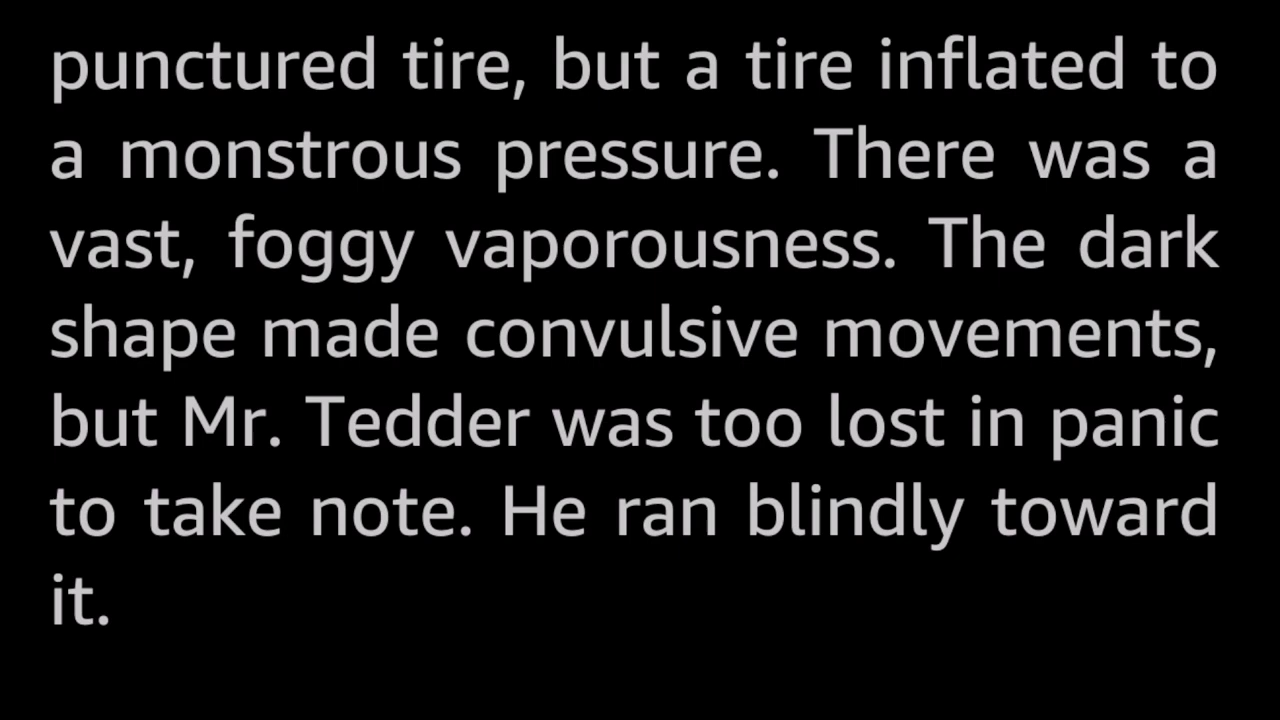 punctured tire, but a tire inflated to
a monstrous pressure. There was a
vast, foggy vaporousness. The dark
shape made convulsive movements,
but Mr. Tedder was too lost in panic
to take note. He ran blindly toward
it.